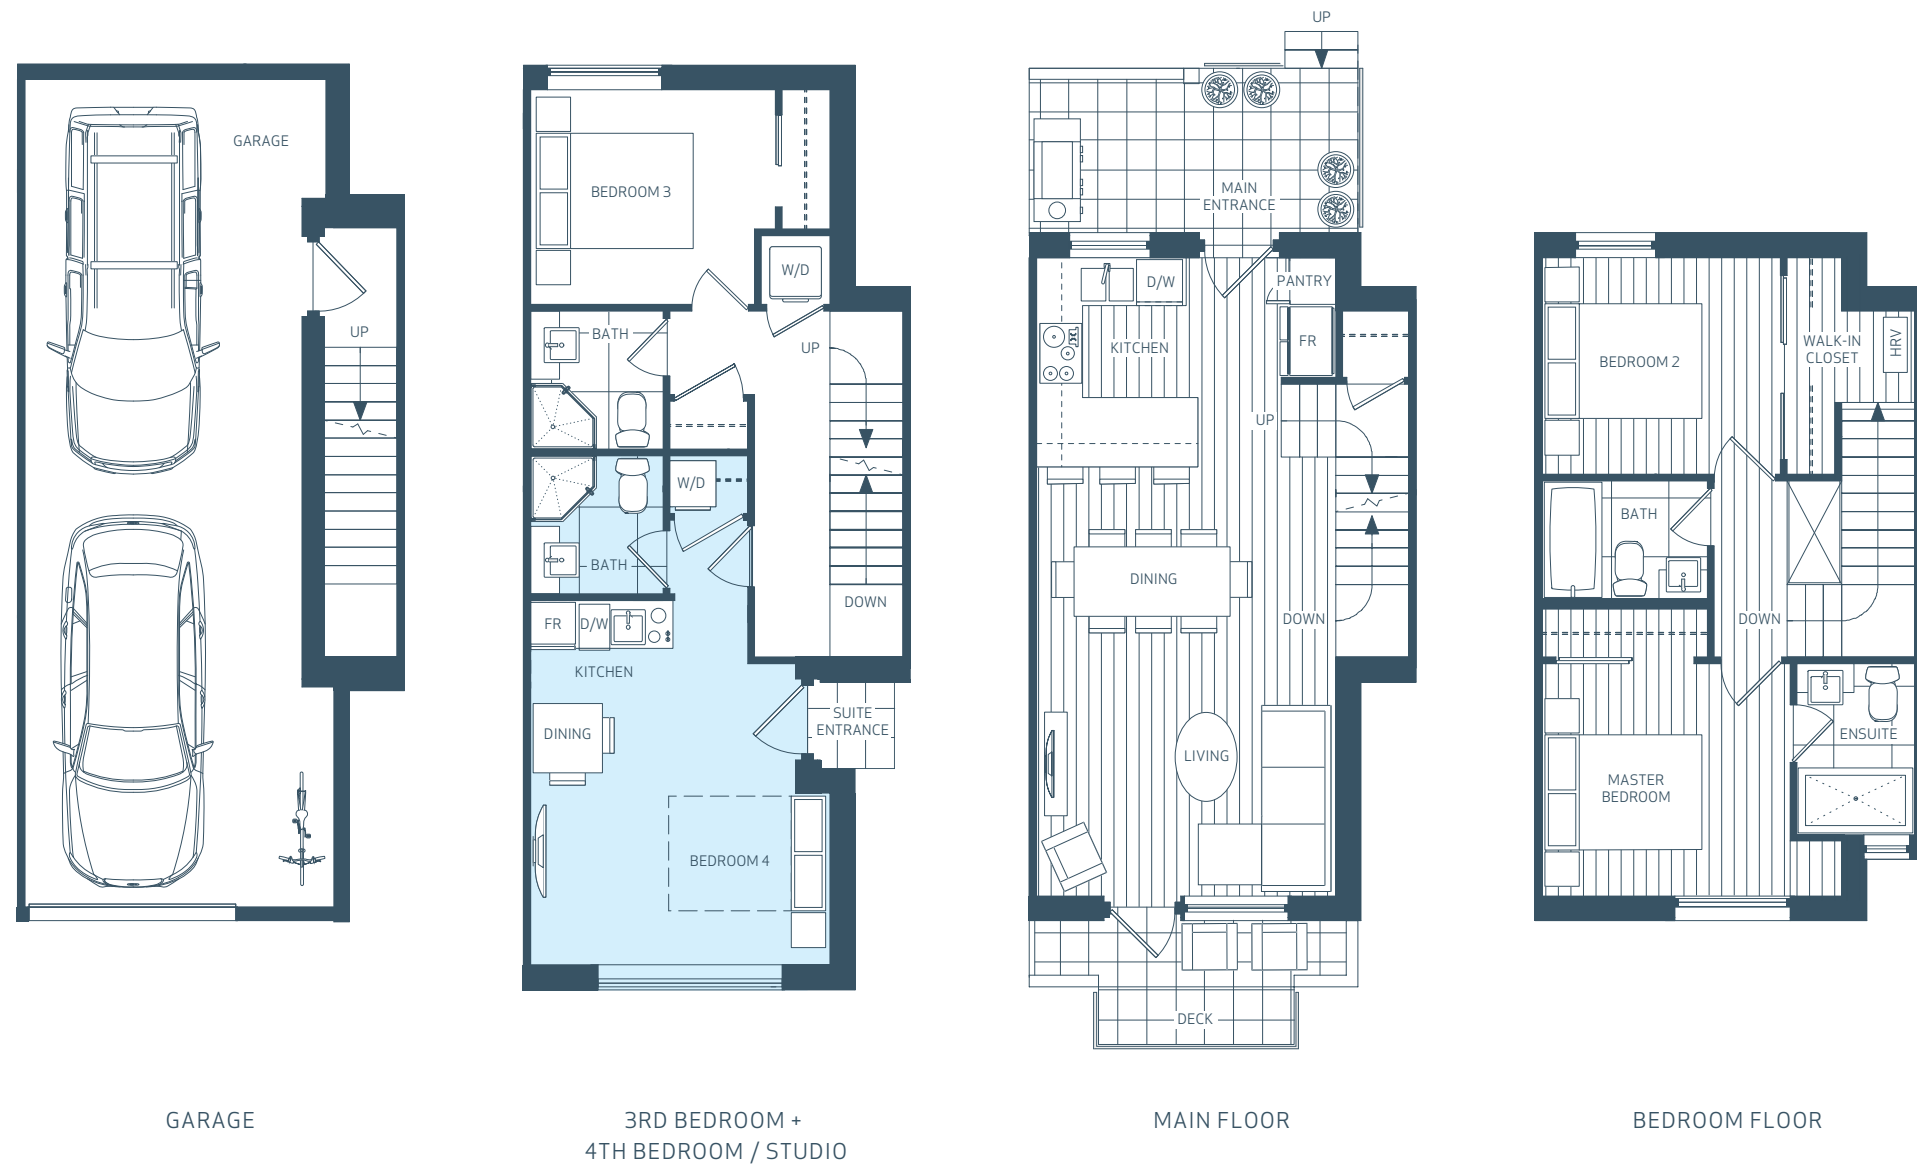 GARAGE
UP
GARAGE
BEDROOM 3
W/D
BATH
UP
W/D
BATH
DOWN
FR
D/W
KITCHEN
SUITE
ENTRANCE
DINING
BEDROOM 4
3RD BEDROOM +
4TH BEDROOM / STUDIO
UP
MAIN
ENTRANCE
D/W
PANTRY
FR
KITCHEN
UP
DINING
DOWN
LIVING
DECK
MAIN FLOOR
BEDROOM 2
WALK-IN
CLOSET
HRV
BATH
DOWN
ENSUITE
MASTER
BEDROOM
BEDROOM FLOOR